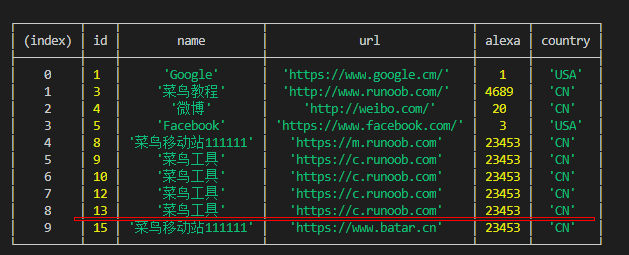 (index) id name url alexa country
0 1 'Google' 'https://www.google.cm/' 1 'USA'
1 3 '菜鸟教程' 'http://www.runoob.com/' 4689 'CN'
2 4 '微博' 'http://weibo.com/' 20 'CN'
3 5 'Facebook' 'https://www.facebook.com/' 3 'USA'
4 8 '菜鸟移动站111111' 'https://m.runoob.com' 23453 'CN'
5 9 '菜鸟工具' 'https://c.runoob.com' 23453 'CN'
6 10 '菜鸟工具' 'https://c.runoob.com' 23453 'CN'
7 12 '菜鸟工具' 'https://c.runoob.com' 23453 'CN'
8 13 '菜鸟工具' 'https://c.runoob.com' 23453 'CN'
9 15 '菜鸟移动站111111' 'https://www.batar.cn' 23453 'CN'